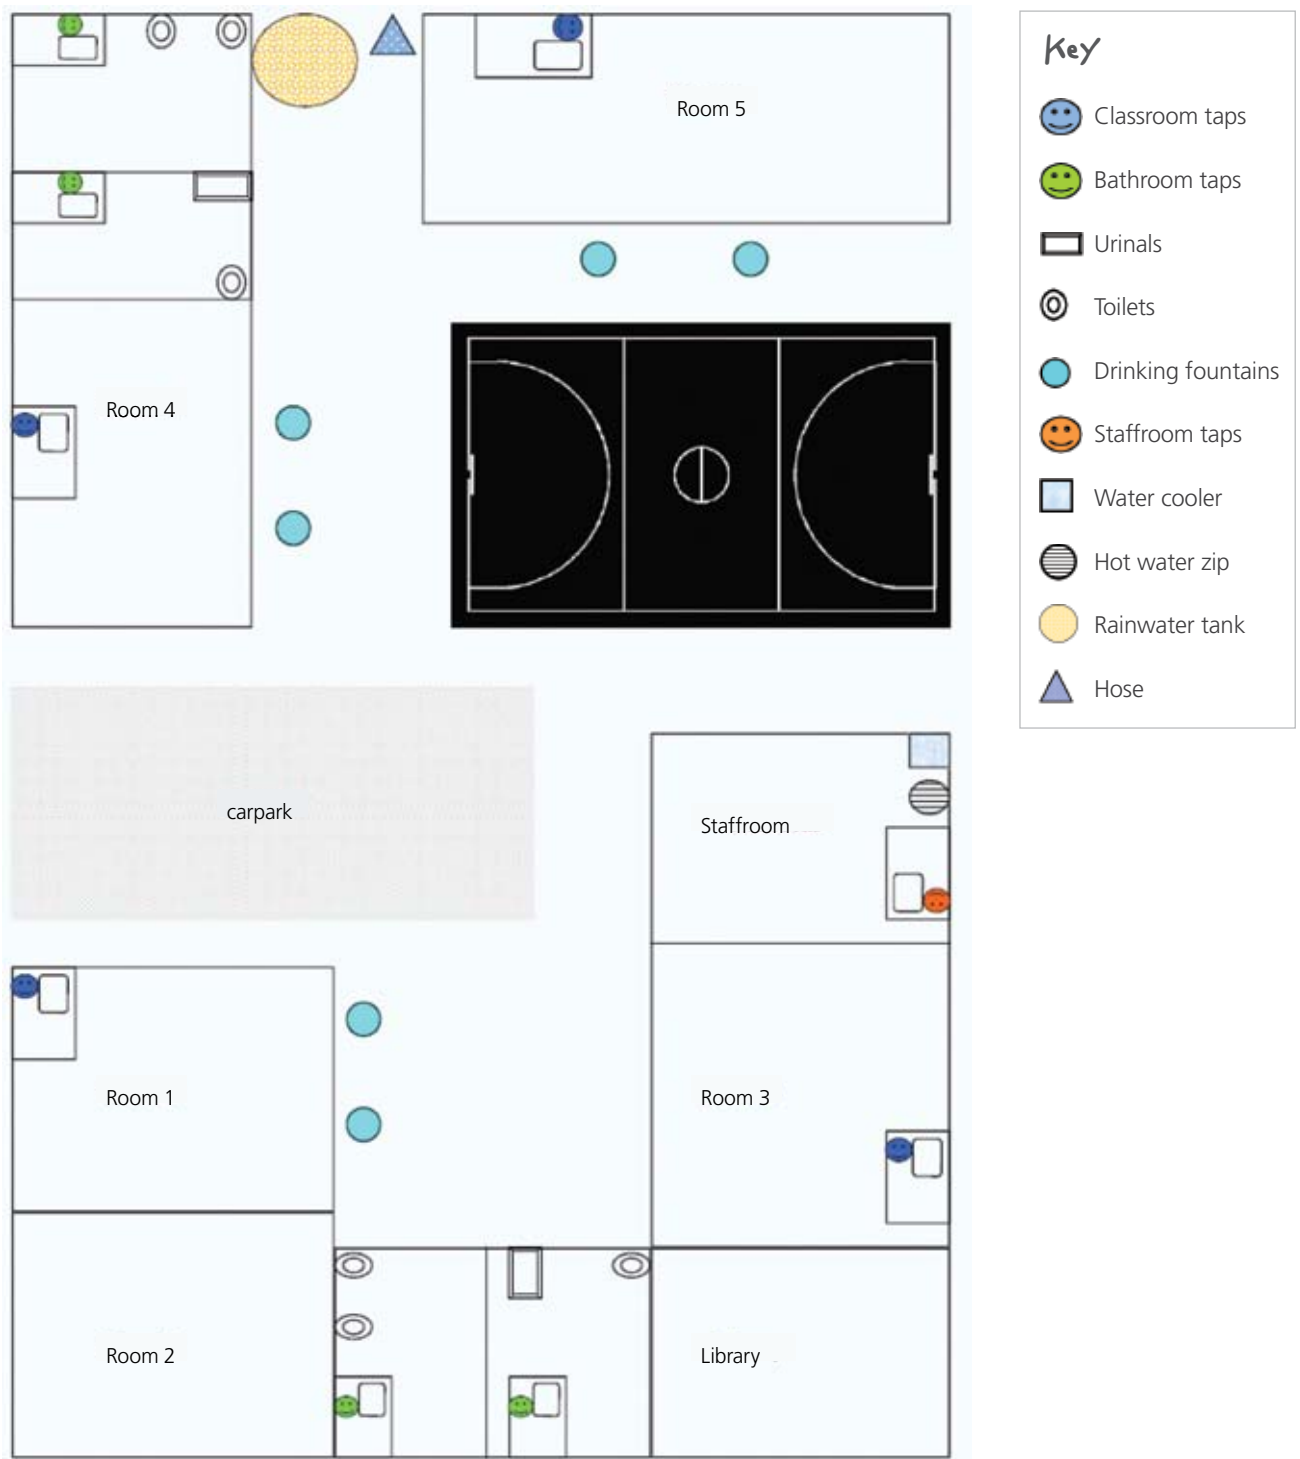 Room 5
Room 4
carpark
Staffroom
Room 1
Room 3
Room 2
Library
Key
Classroom taps
Bathroom taps
Urinals
Toilets
Drinking fountains
Staffroom taps
Water cooler
Hot water zip
Rainwater tank
Hose